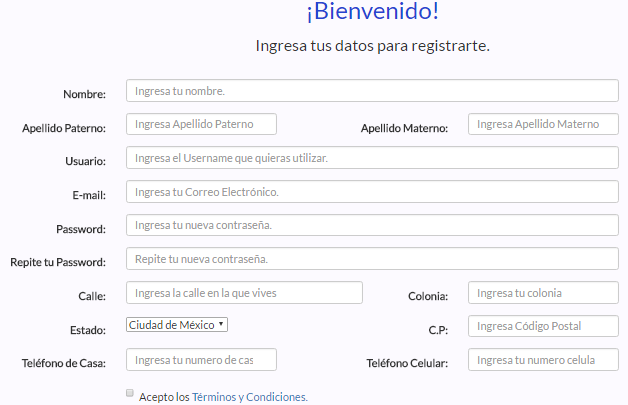 ¡Bienvenido!
Ingresa tus datos para registrarte.
Nombre: Ingresa tu nombre.
Apellido Paterno: Ingresa Apellido Paterno Apellido Materno: Ingresa Apellido Materno
Usuario: Ingresa el Username que quieras utilizar.
E-mail: Ingresa tu Correo Electrónico.
Password: Ingresa tu nueva contraseña.
Repite tu Password: Repite tu nueva contraseña.
Calle: Ingresa la calle en la que vives Colonia: Ingresa tu colonia
Estado: Ciudad de México C.P: Ingresa Código Postal
Teléfono de Casa: Ingresa tu numero de cas Teléfono Celular: Ingresa tu numero celula
Acepto los Términos y Condiciones.